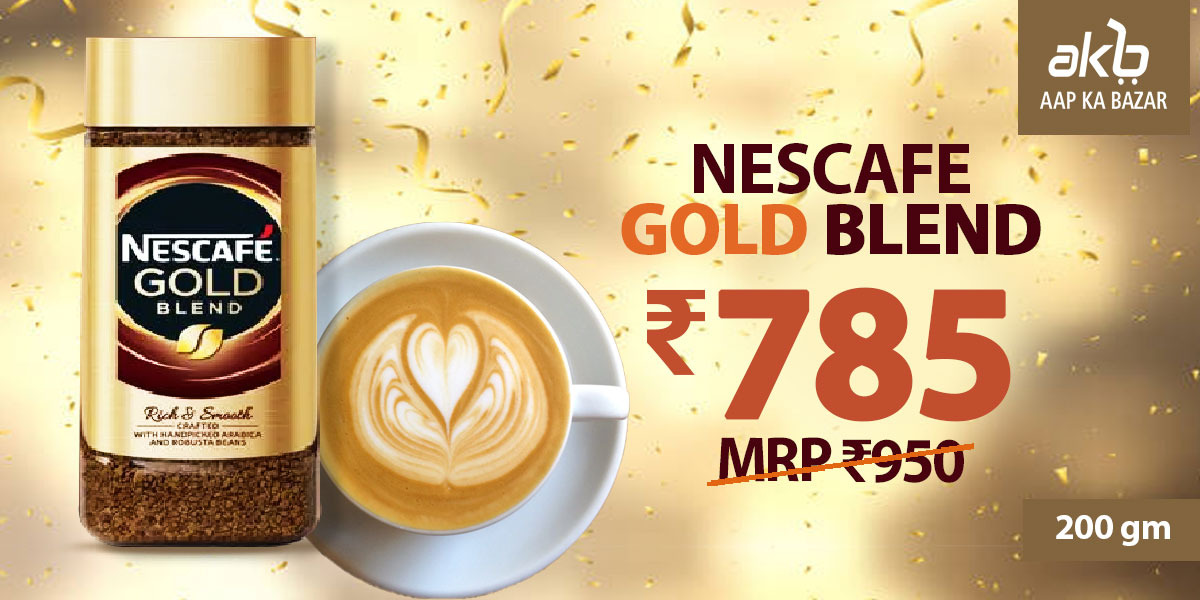 NESCAFÉ
GOLD
BLEND
Rich & Smooth
CRAFTED
WITH HANDPICKED ARABICA
AND ROBUSTA BEANS
akb
AAP KA BAZAR
NESCAFE
GOLD BLEND
₹785
MRP ₹950
200 gm